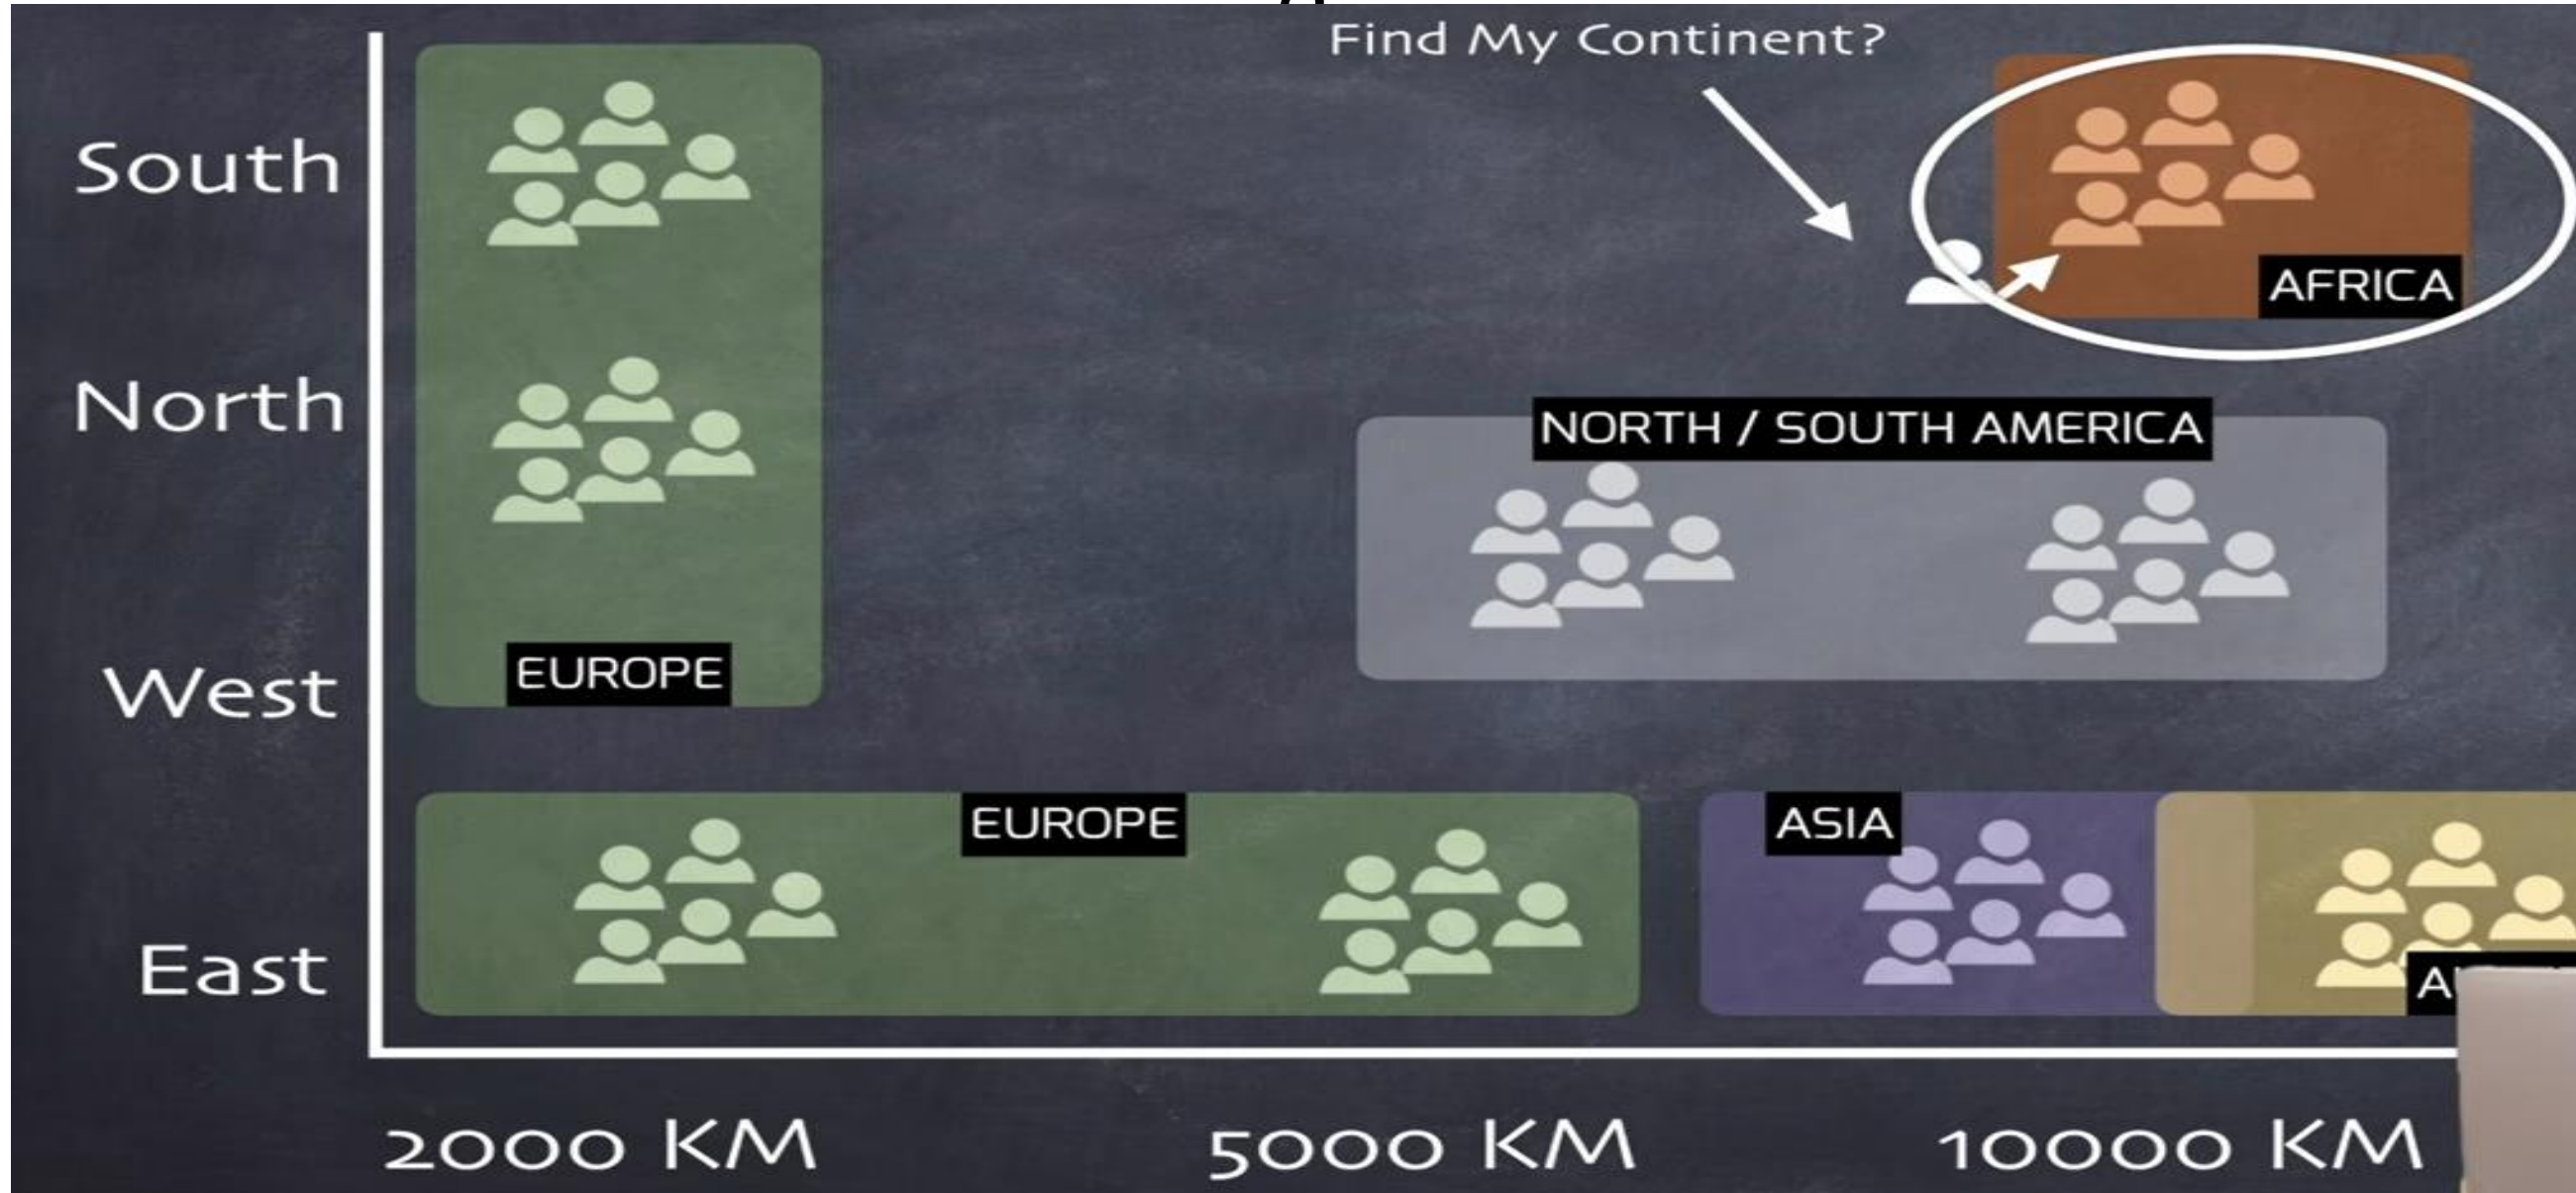 Find My Continent?
South
AFRICA
North
NORTH / SOUTH AMERICA
West
EUROPE
EUROPE
ASIA
East
2000 KM
5000 KM
10000 KM